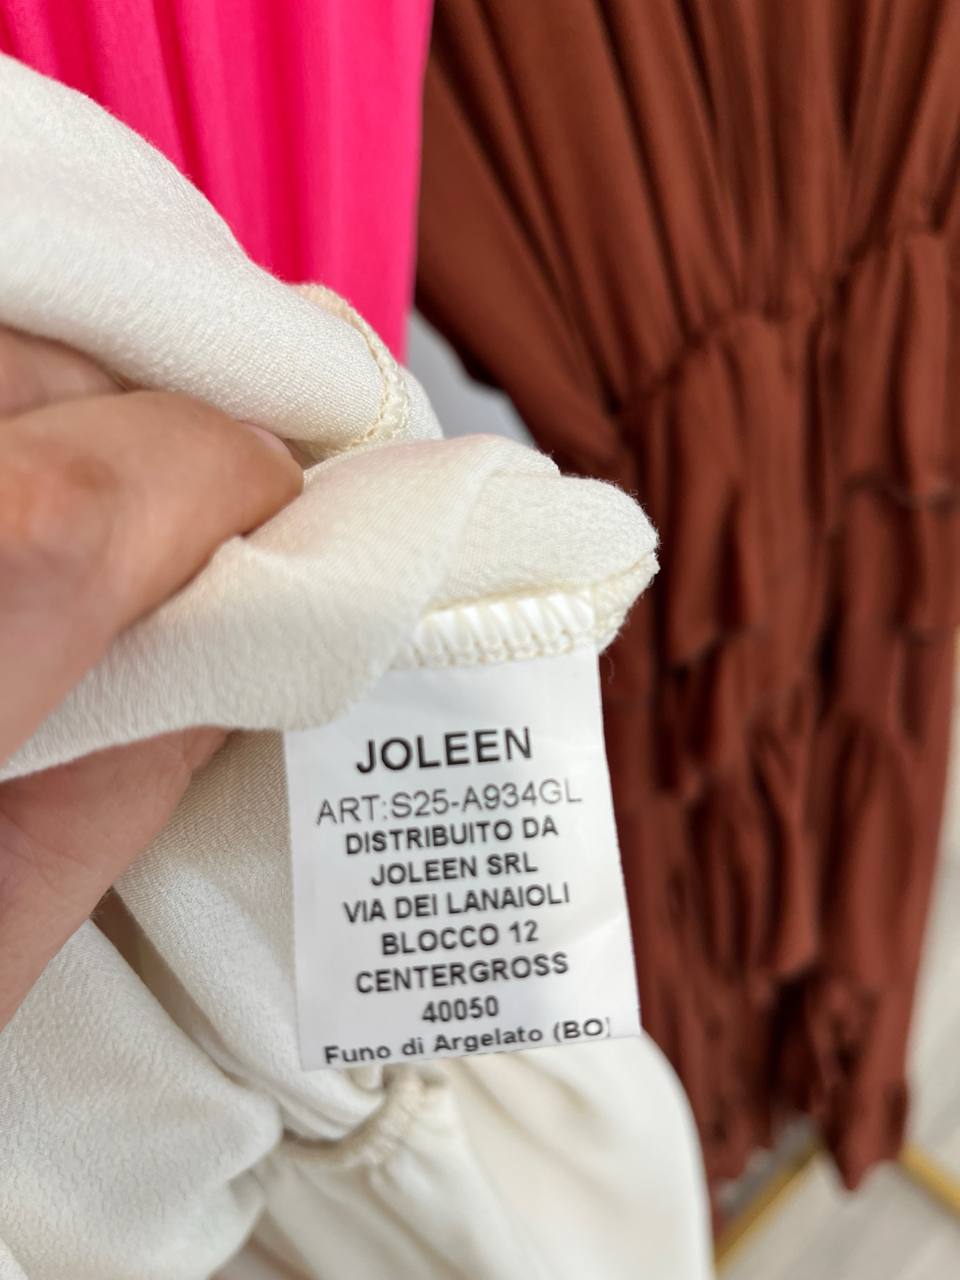 JOLEEN
ART:S25-A934GL
DISTRIBUITO DA
JOLEEN SRL
VIA DEI LANAIOLI
BLOCCO 12
CENTERGROSS
40050
Funo di Argelato (BO)